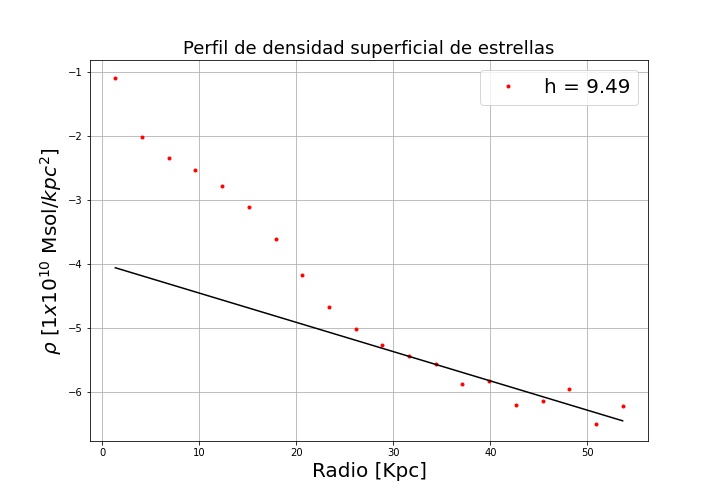 Perfil de densidad superficial de estrellas
h = 9.49
ρ [1x10¹⁰ Msol/kpc²]
−1
−2
−3
−4
−5
−6
0 10 20 30 40 50
Radio [Kpc]